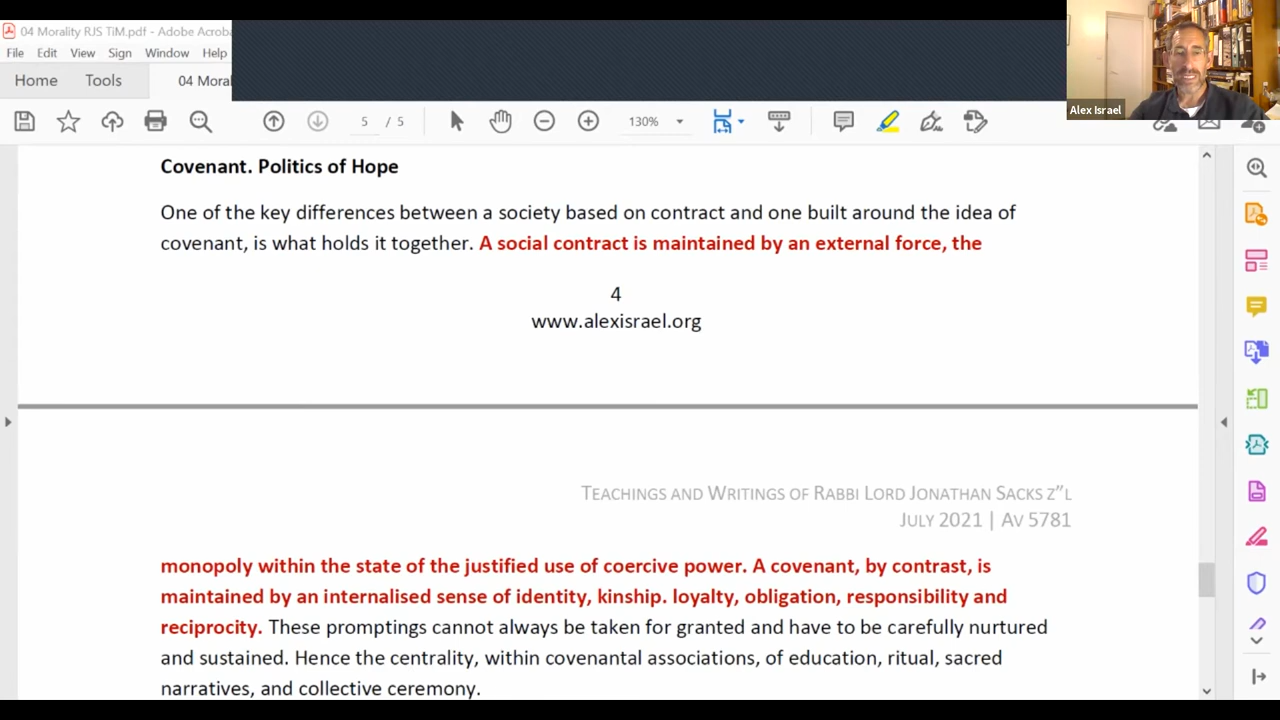 04 Morality RJS TiM.pdf - Adobe Acroba
File Edit View Sign Window Help
Home Tools 04 Moral
5 / 5 130%
Alex Israel
Covenant. Politics of Hope
One of the key differences between a society based on contract and one built around the idea of
covenant, is what holds it together. A social contract is maintained by an external force, the
4
www.alexisrael.org
TEACHINGS AND WRITINGS OF RABBI LORD JONATHAN SACKS Z”L
JULY 2021 | AV 5781
monopoly within the state of the justified use of coercive power. A covenant, by contrast, is
maintained by an internalised sense of identity, kinship. loyalty, obligation, responsibility and
reciprocity. These promptings cannot always be taken for granted and have to be carefully nurtured
and sustained. Hence the centrality, within covenantal associations, of education, ritual, sacred
narratives, and collective ceremony.